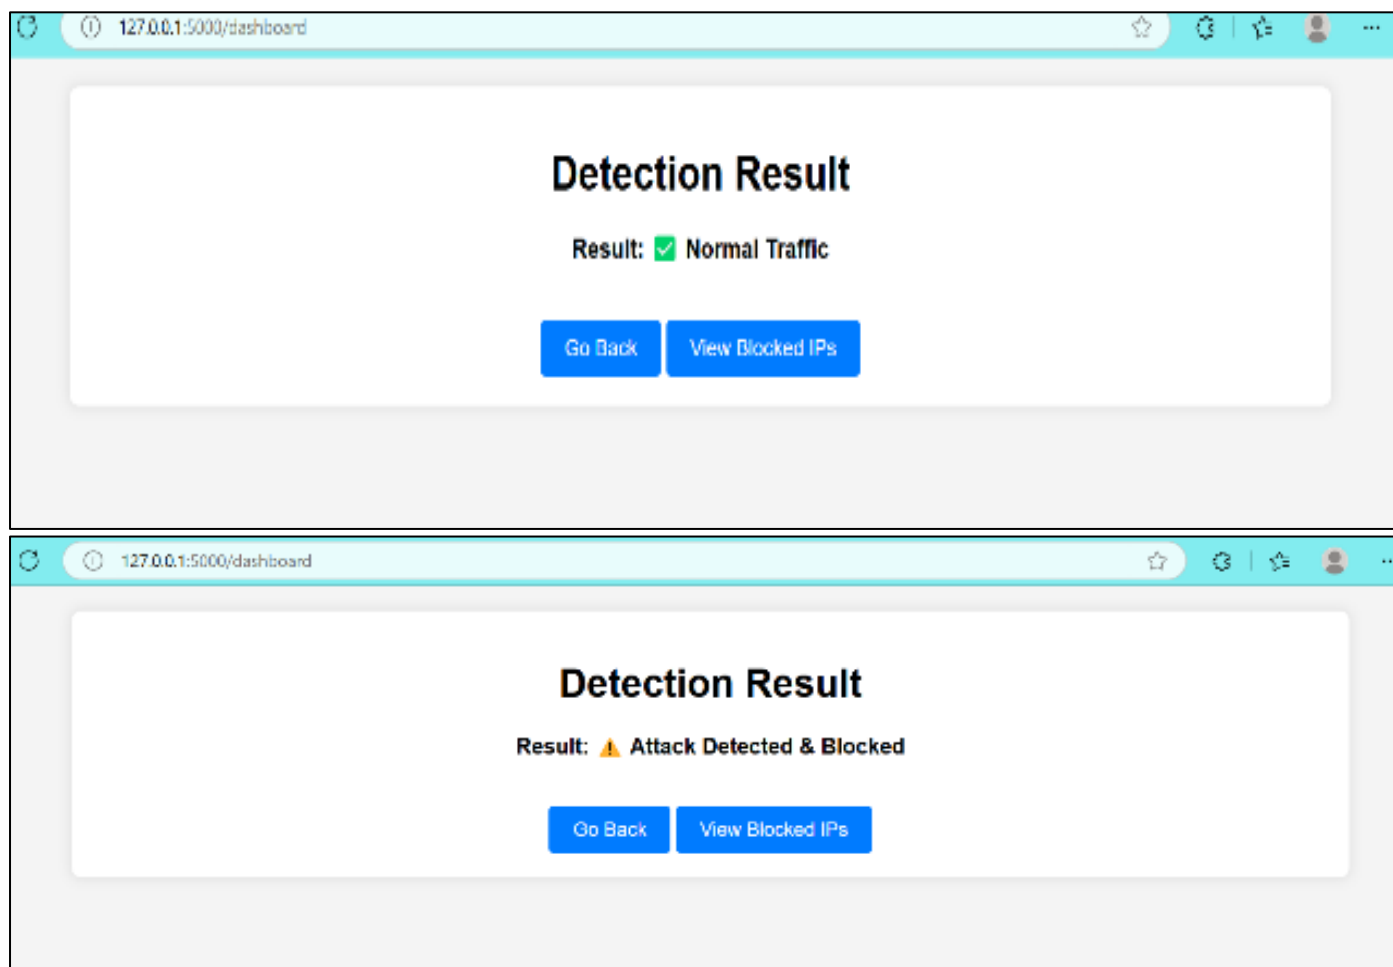 127.0.0.1:5000/dashboard
Detection Result
Result: ✅ Normal Traffic
Go Back View Blocked IPs
127.0.0.1:5000/dashboard
Detection Result
Result: ⚠ Attack Detected & Blocked
Go Back View Blocked IPs